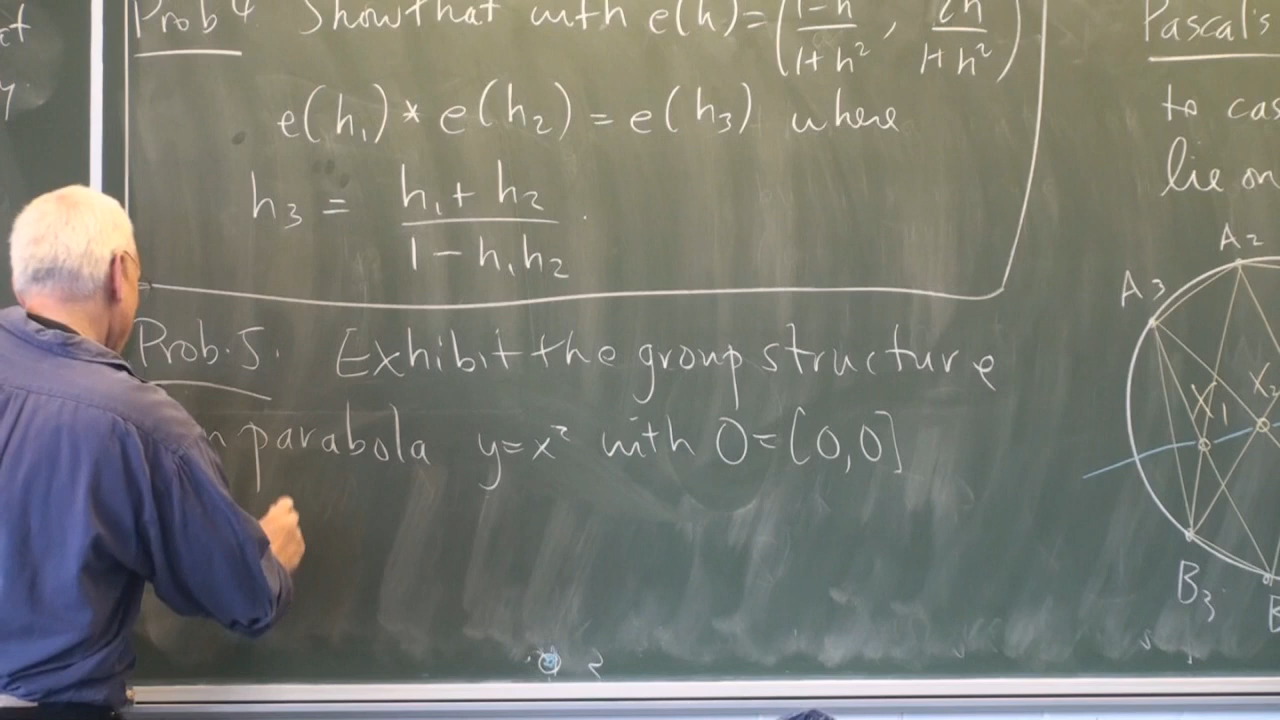 et
y.
Prob 4 Show that with e(h) = (1-h / 1+h², 2h / 1+h²)
e(h₁) * e(h₂) = e(h₃) where
h₃ = h₁ + h₂ / 1 - h₁h₂ .
Prob. 5. Exhibit the group structure
n parabola y=x² with O=[0,0]
Pascal's
to cas
lie on
A₂
A₃
X₁
X₂
B₃
B